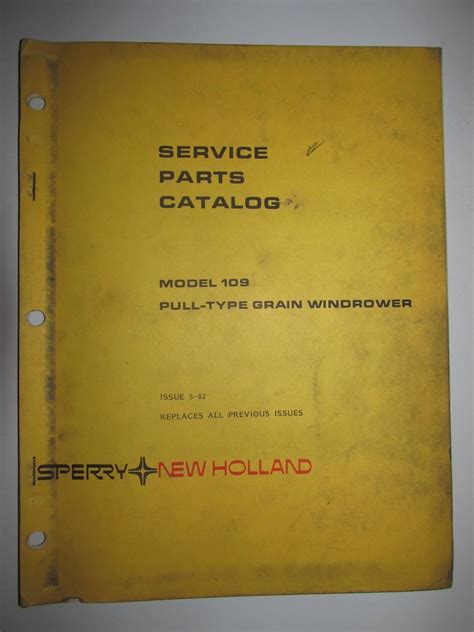 SERVICE
PARTS
CATALOG
MODEL 109
PULL-TYPE GRAIN WINDROWER
ISSUE 5-82
REPLACES ALL PREVIOUS ISSUES
SPERRY NEW HOLLAND